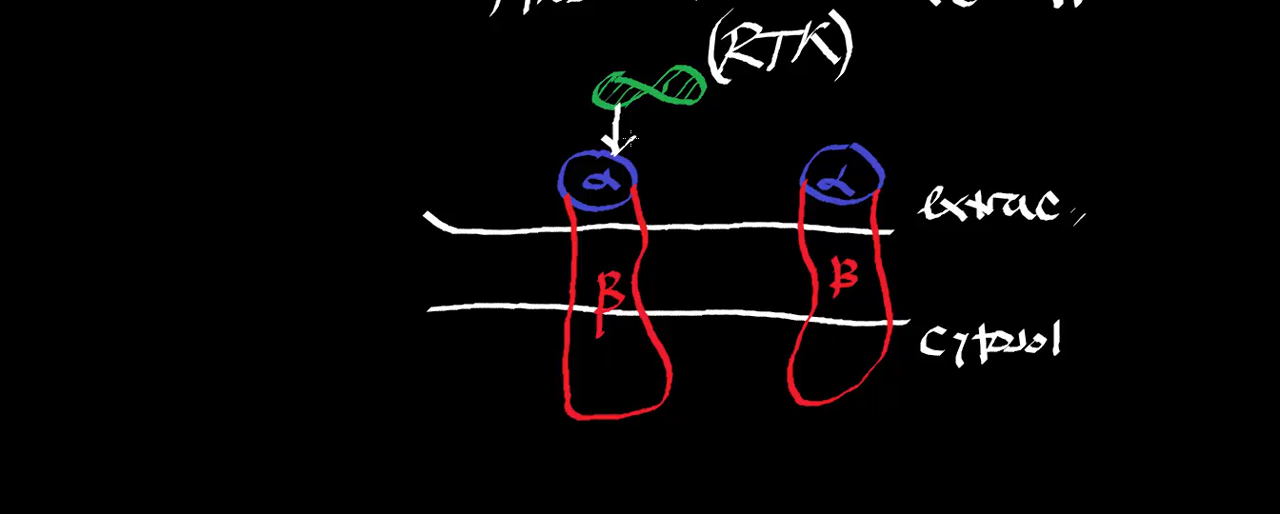 (RTK)
α α
extrac
β β
cytosol